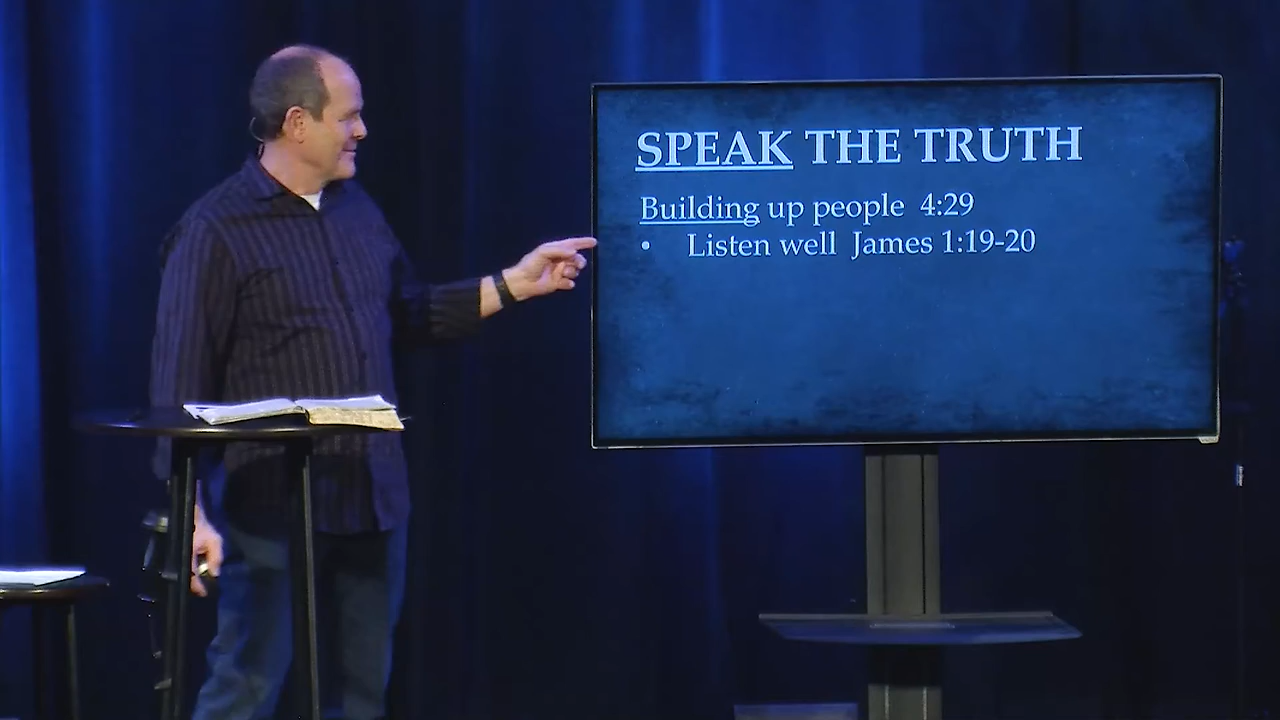 SPEAK THE TRUTH
Building up people 4:29
• Listen well James 1:19-20